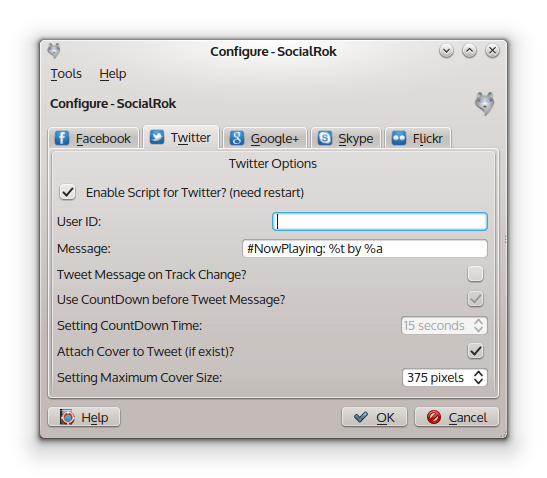 Configure - SocialRok
Tools Help
Configure - SocialRok
Facebook Twitter Google+ Skype Flickr
Twitter Options
Enable Script for Twitter? (need restart)
User ID:
Message: #NowPlaying: %t by %a
Tweet Message on Track Change?
Use CountDown before Tweet Message?
Setting CountDown Time: 15 seconds
Attach Cover to Tweet (if exist)?
Setting Maximum Cover Size: 375 pixels
Help OK Cancel